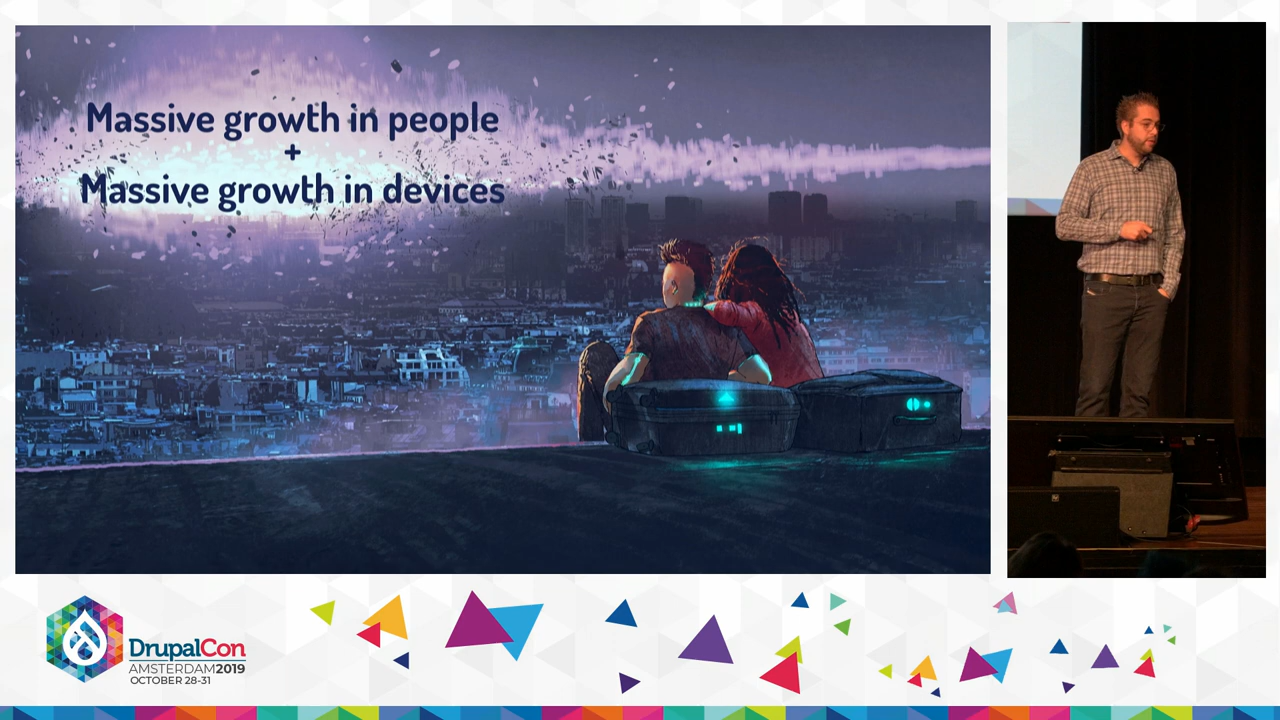 Massive growth in people
+
Massive growth in devices
DrupalCon
AMSTERDAM2019
OCTOBER 28-31